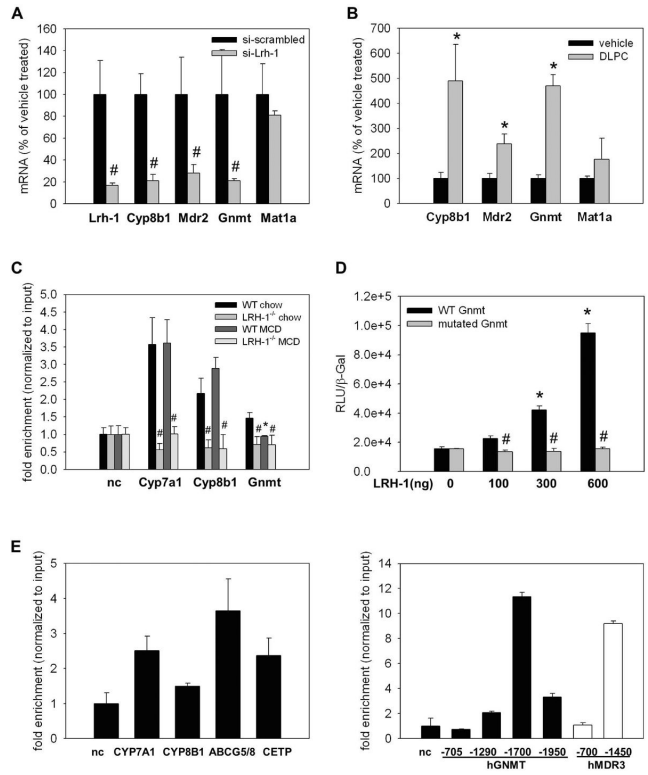 A
mRNA (% of vehicle treated)
160
140
120
100
80
60
40
20
0
si-scrambled
si-Lrh-1
# # # #
Lrh-1 Cyp8b1 Mdr2 Gnmt Mat1a
B
mRNA (% of vehicle treated)
700
600
500
400
300
200
100
0
vehicle
DLPC
* * *
Cyp8b1 Mdr2 Gnmt Mat1a
C
fold enrichment (normalized to input)
5.0
4.5
4.0
3.5
3.0
2.5
2.0
1.5
1.0
0.5
0.0
WT chow
LRH-1-/- chow
WT MCD
LRH-1-/- MCD
# # # # # * #
nc Cyp7a1 Cyp8b1 Gnmt
D
RLU/β-Gal
1.2e+5
1.0e+5
8.0e+4
6.0e+4
4.0e+4
2.0e+4
0.0
WT Gnmt
mutated Gnmt
# * # * #
LRH-1(ng) 0 100 300 600
E
fold enrichment (normalized to input)
5
4
3
2
1
0
nc CYP7A1 CYP8B1 ABCG5/8 CETP
fold enrichment (normalized to input)
14
12
10
8
6
4
2
0
nc -705 -1290 -1700 -1950 -700 -1450
hGNMT hMDR3